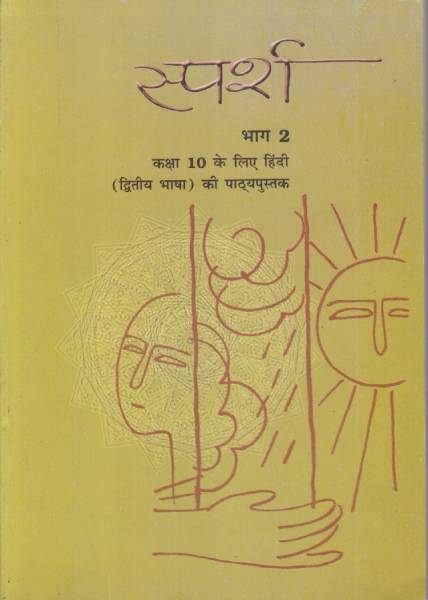 स्पर्श
भाग 2
कक्षा 10 के लिए हिंदी
(द्वितीय भाषा) की पाठ्यपुस्तक